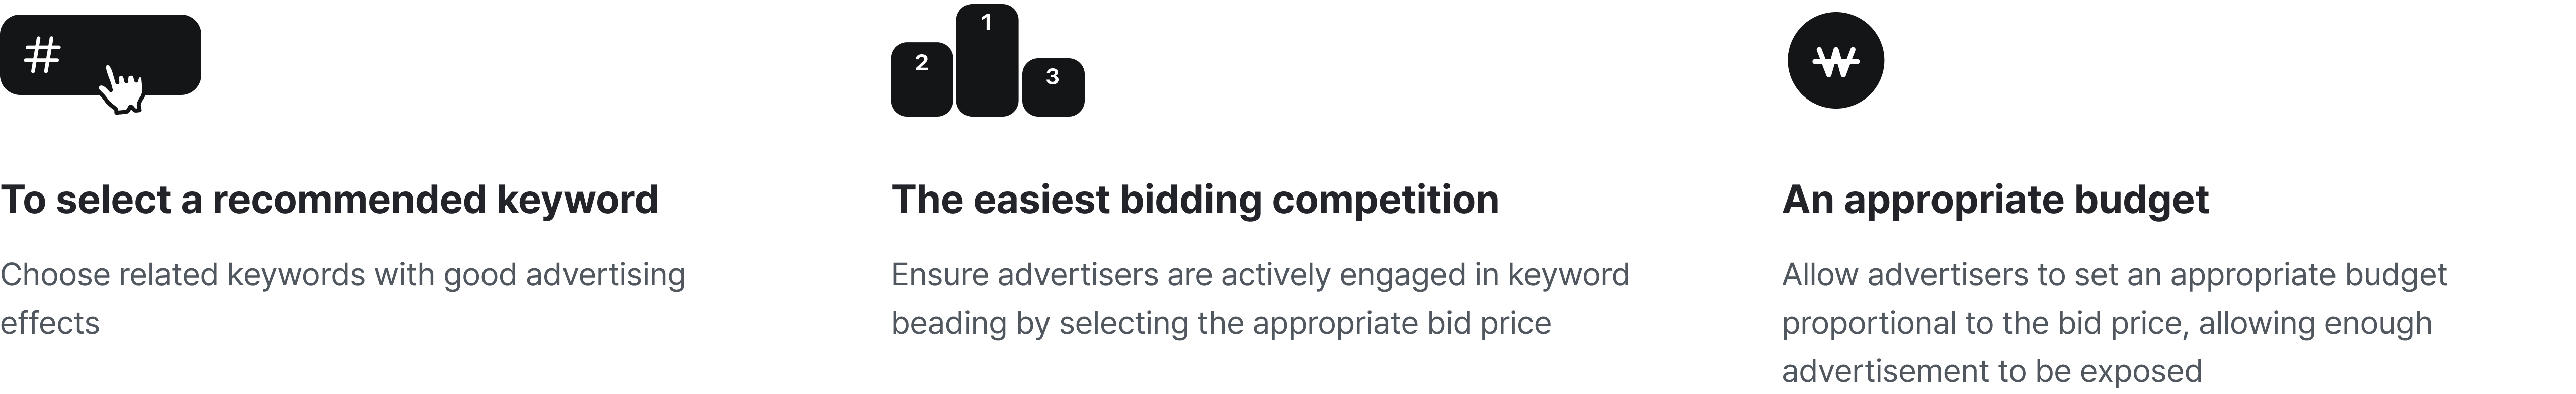 #
2
1
3
₩
To select a recommended keyword
The easiest bidding competition
An appropriate budget
Choose related keywords with good advertising
effects
Ensure advertisers are actively engaged in keyword
beading by selecting the appropriate bid price
Allow advertisers to set an appropriate budget
proportional to the bid price, allowing enough
advertisement to be exposed